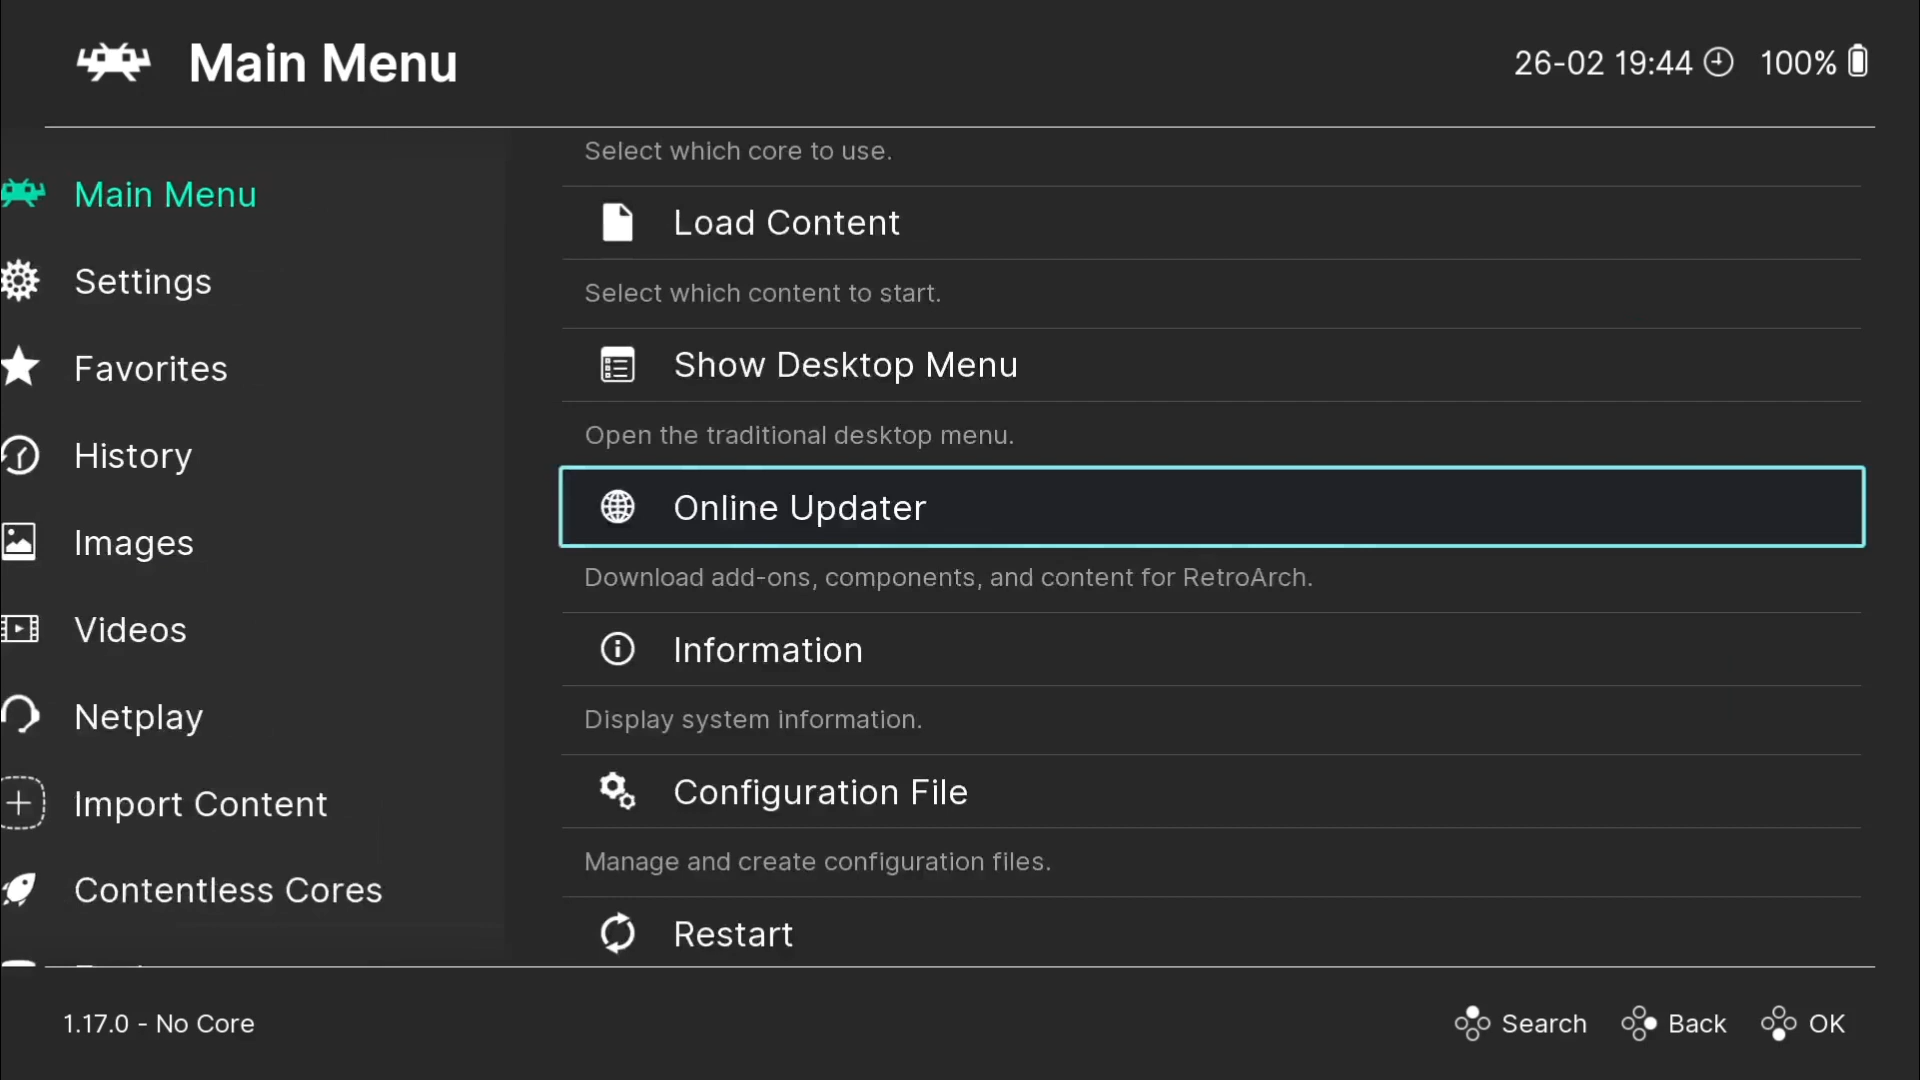 Main Menu
26-02 19:44 100%
Main Menu
Settings
Favorites
History
Images
Videos
Netplay
Import Content
Contentless Cores
Select which core to use.
Load Content
Select which content to start.
Show Desktop Menu
Open the traditional desktop menu.
Online Updater
Download add-ons, components, and content for RetroArch.
Information
Display system information.
Configuration File
Manage and create configuration files.
Restart
1.17.0 - No Core
Search Back OK